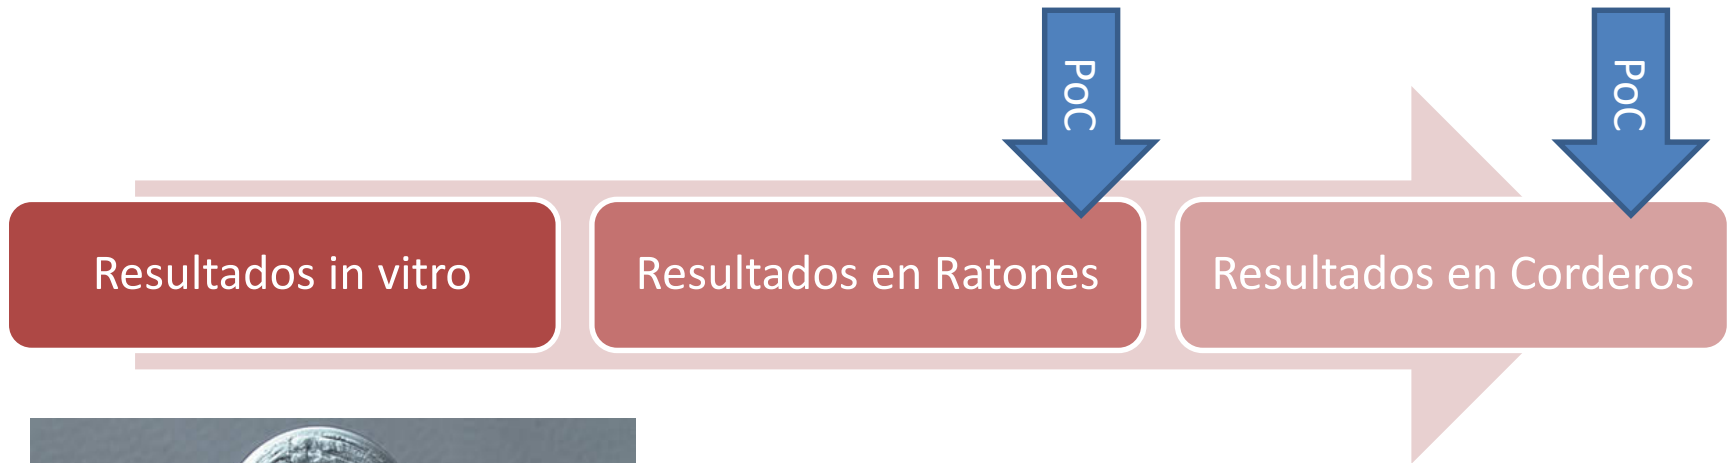 PoC
PoC
Resultados in vitro
Resultados en Ratones
Resultados en Corderos